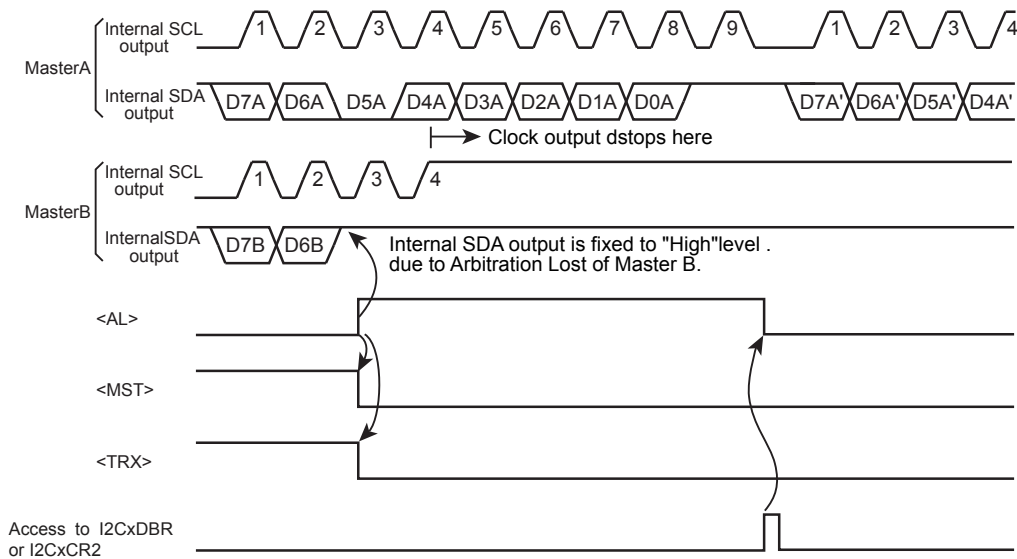 MasterA
Internal SCL
output
1 2 3 4 5 6 7 8 9 1 2 3 4
Internal SDA
output
D7A D6A D5A D4A D3A D2A D1A D0A D7A' D6A' D5A' D4A'
Clock output dstops here
MasterB
Internal SCL
output
1 2 3 4
InternalSDA
output
D7B D6B
Internal SDA output is fixed to "High"level .
due to Arbitration Lost of Master B.
<AL>
<MST>
<TRX>
Access to I2CxDBR
or I2CxCR2